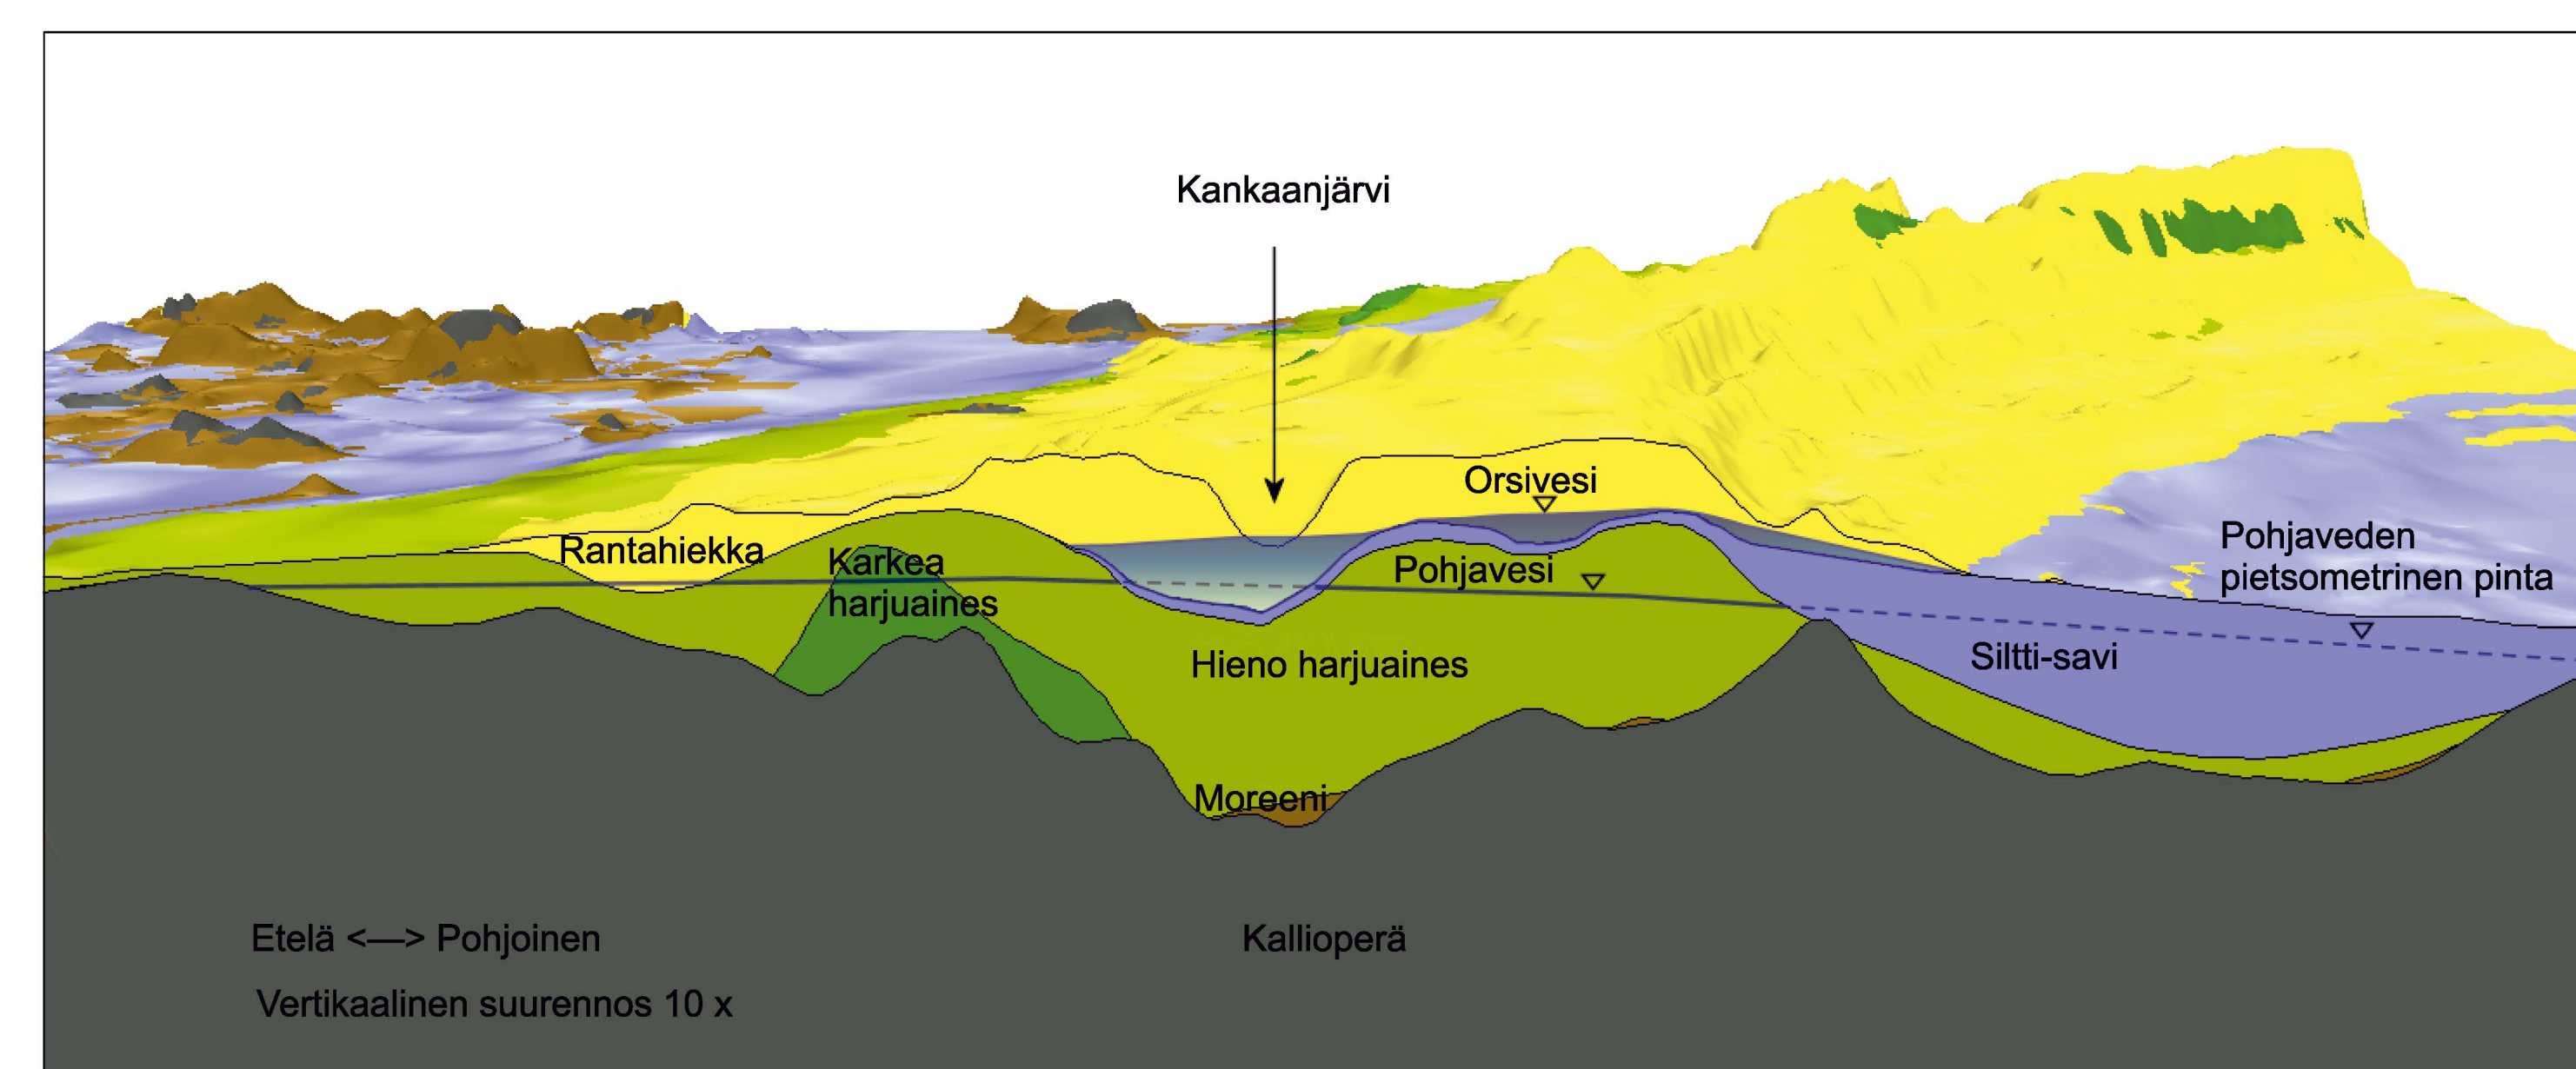 Kankaanjärvi
Orsivesi
Rantahiekka
Karkea
harjuaines
Pohjavesi
Pohjaveden
pietsometrinen pinta
Hieno harjuaines
Siltti-savi
Moreeni
Etelä <—> Pohjoinen
Kallioperä
Vertikaalinen suurennos 10 x